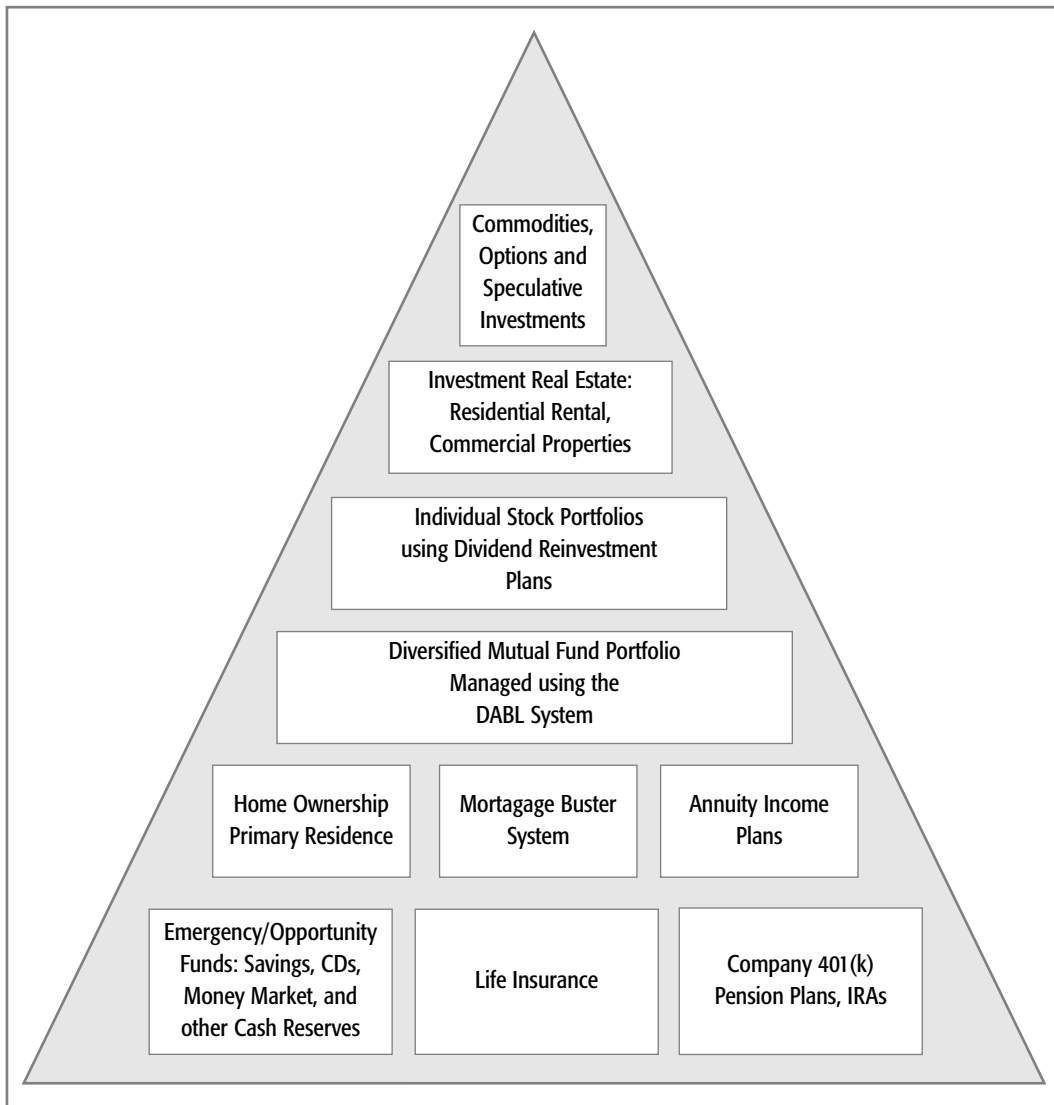 Commodities,
Options and
Speculative
Investments
Investment Real Estate:
Residential Rental,
Commercial Properties
Individual Stock Portfolios
using Dividend Reinvestment
Plans
Diversified Mutual Fund Portfolio
Managed using the
DABL System
Home Ownership
Primary Residence
Mortagage Buster
System
Annuity Income
Plans
Emergency/Opportunity
Funds: Savings, CDs,
Money Market, and
other Cash Reserves
Life Insurance
Company 401(k)
Pension Plans, IRAs